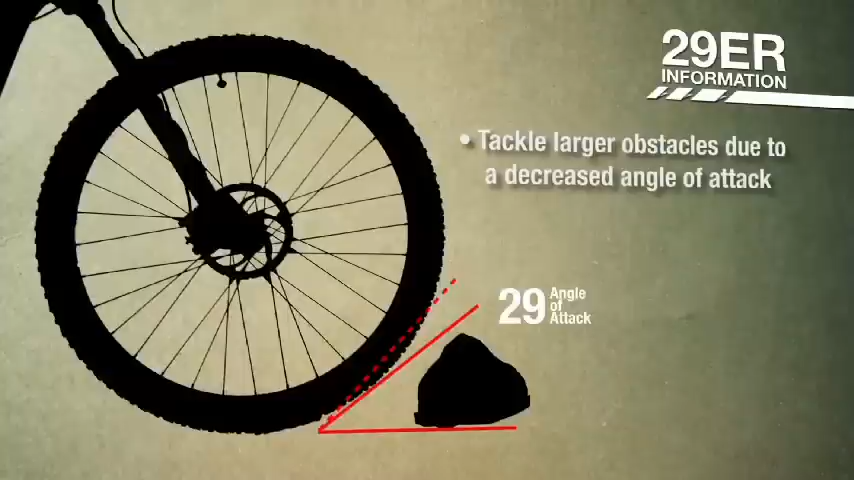 29ER
INFORMATION
• Tackle larger obstacles due to
a decreased angle of attack
29 Angle
of
Attack